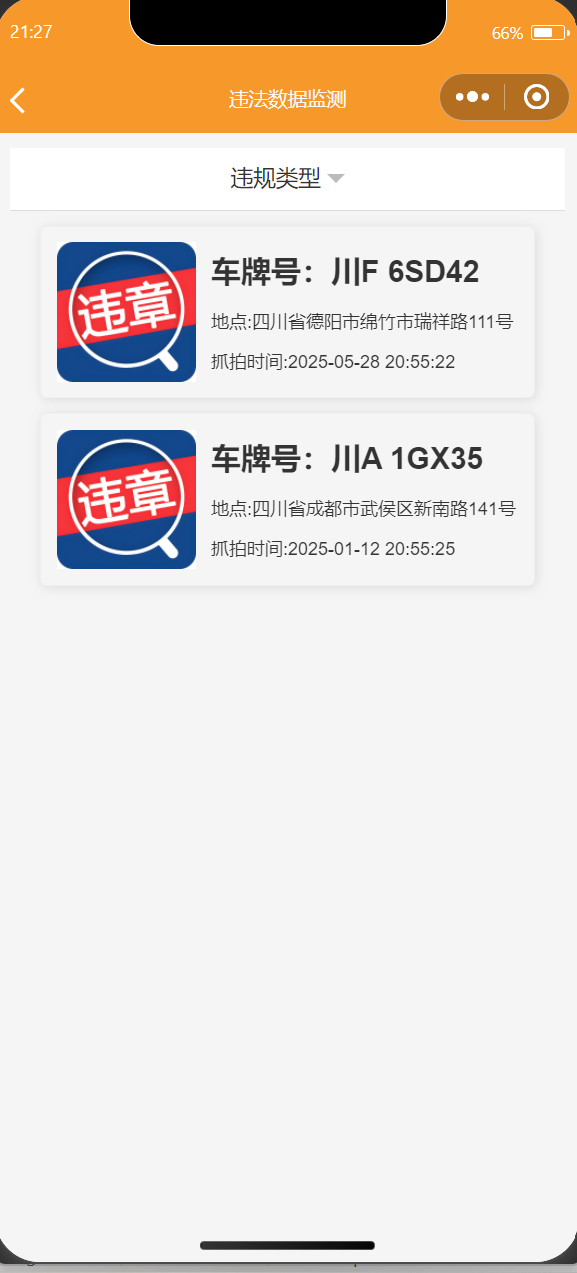 21:27
66%
违法数据监测
违规类型
违章
车牌号：川F 6SD42
地点:四川省德阳市绵竹市瑞祥路111号
抓拍时间:2025-05-28 20:55:22
违章
车牌号：川A 1GX35
地点:四川省成都市武侯区新南路141号
抓拍时间:2025-01-12 20:55:25